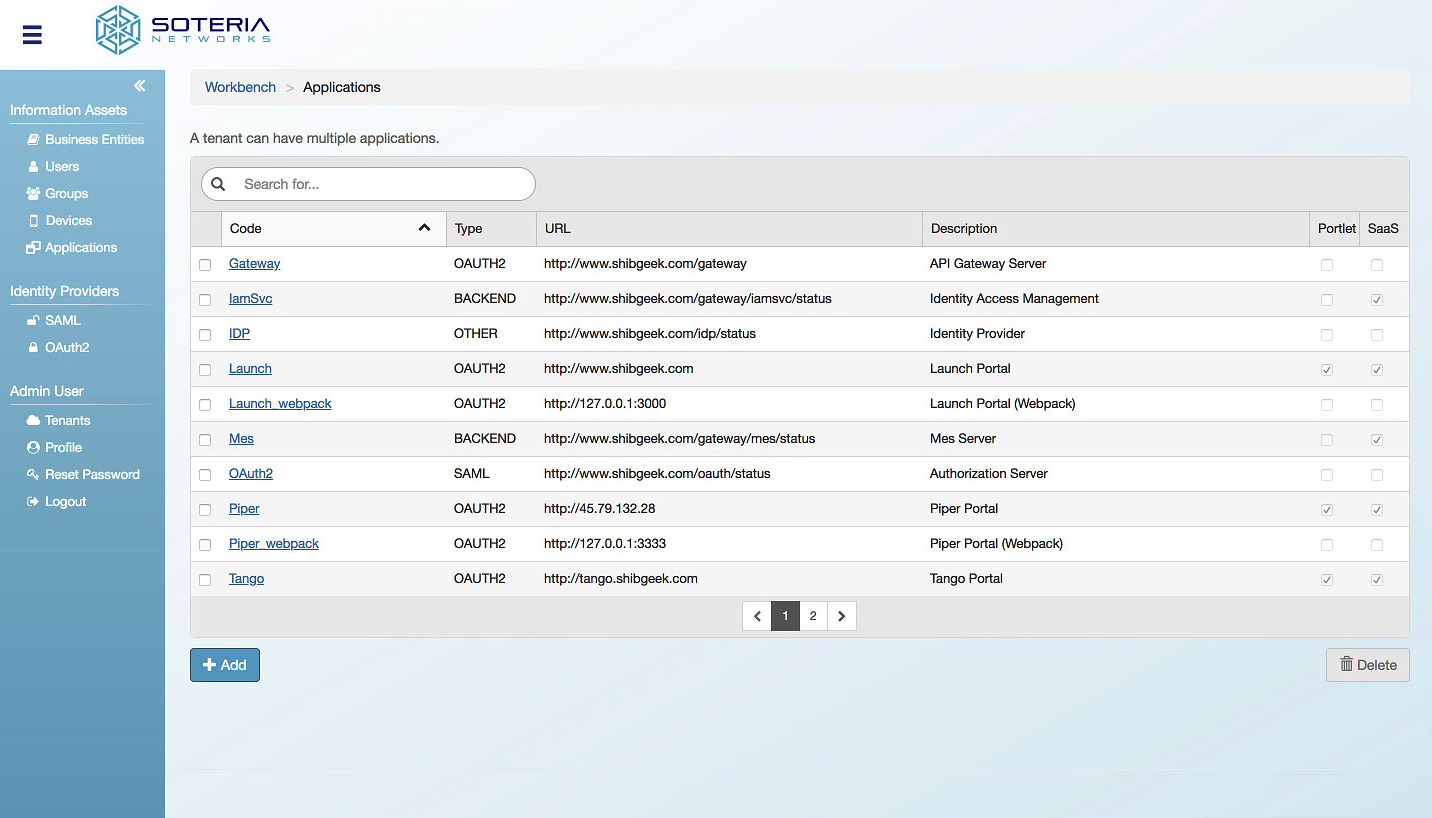 SOTERIA
NETWORKS
Information Assets
Business Entities
Users
Groups
Devices
Applications
Identity Providers
SAML
OAuth2
Admin User
Tenants
Profile
Reset Password
Logout
Workbench > Applications
A tenant can have multiple applications.
Search for...
Code Type URL Description Portlet SaaS
Gateway OAUTH2 http://www.shibgeek.com/gateway API Gateway Server
IamSvc BACKEND http://www.shibgeek.com/gateway/iamsvc/status Identity Access Management
IDP OTHER http://www.shibgeek.com/idp/status Identity Provider
Launch OAUTH2 http://www.shibgeek.com Launch Portal
Launch_webpack OAUTH2 http://127.0.0.1:3000 Launch Portal (Webpack)
Mes BACKEND http://www.shibgeek.com/gateway/mes/status Mes Server
OAuth2 SAML http://www.shibgeek.com/oauth/status Authorization Server
Piper OAUTH2 http://45.79.132.28 Piper Portal
Piper_webpack OAUTH2 http://127.0.0.1:3333 Piper Portal (Webpack)
Tango OAUTH2 http://tango.shibgeek.com Tango Portal
1 2
Add Delete